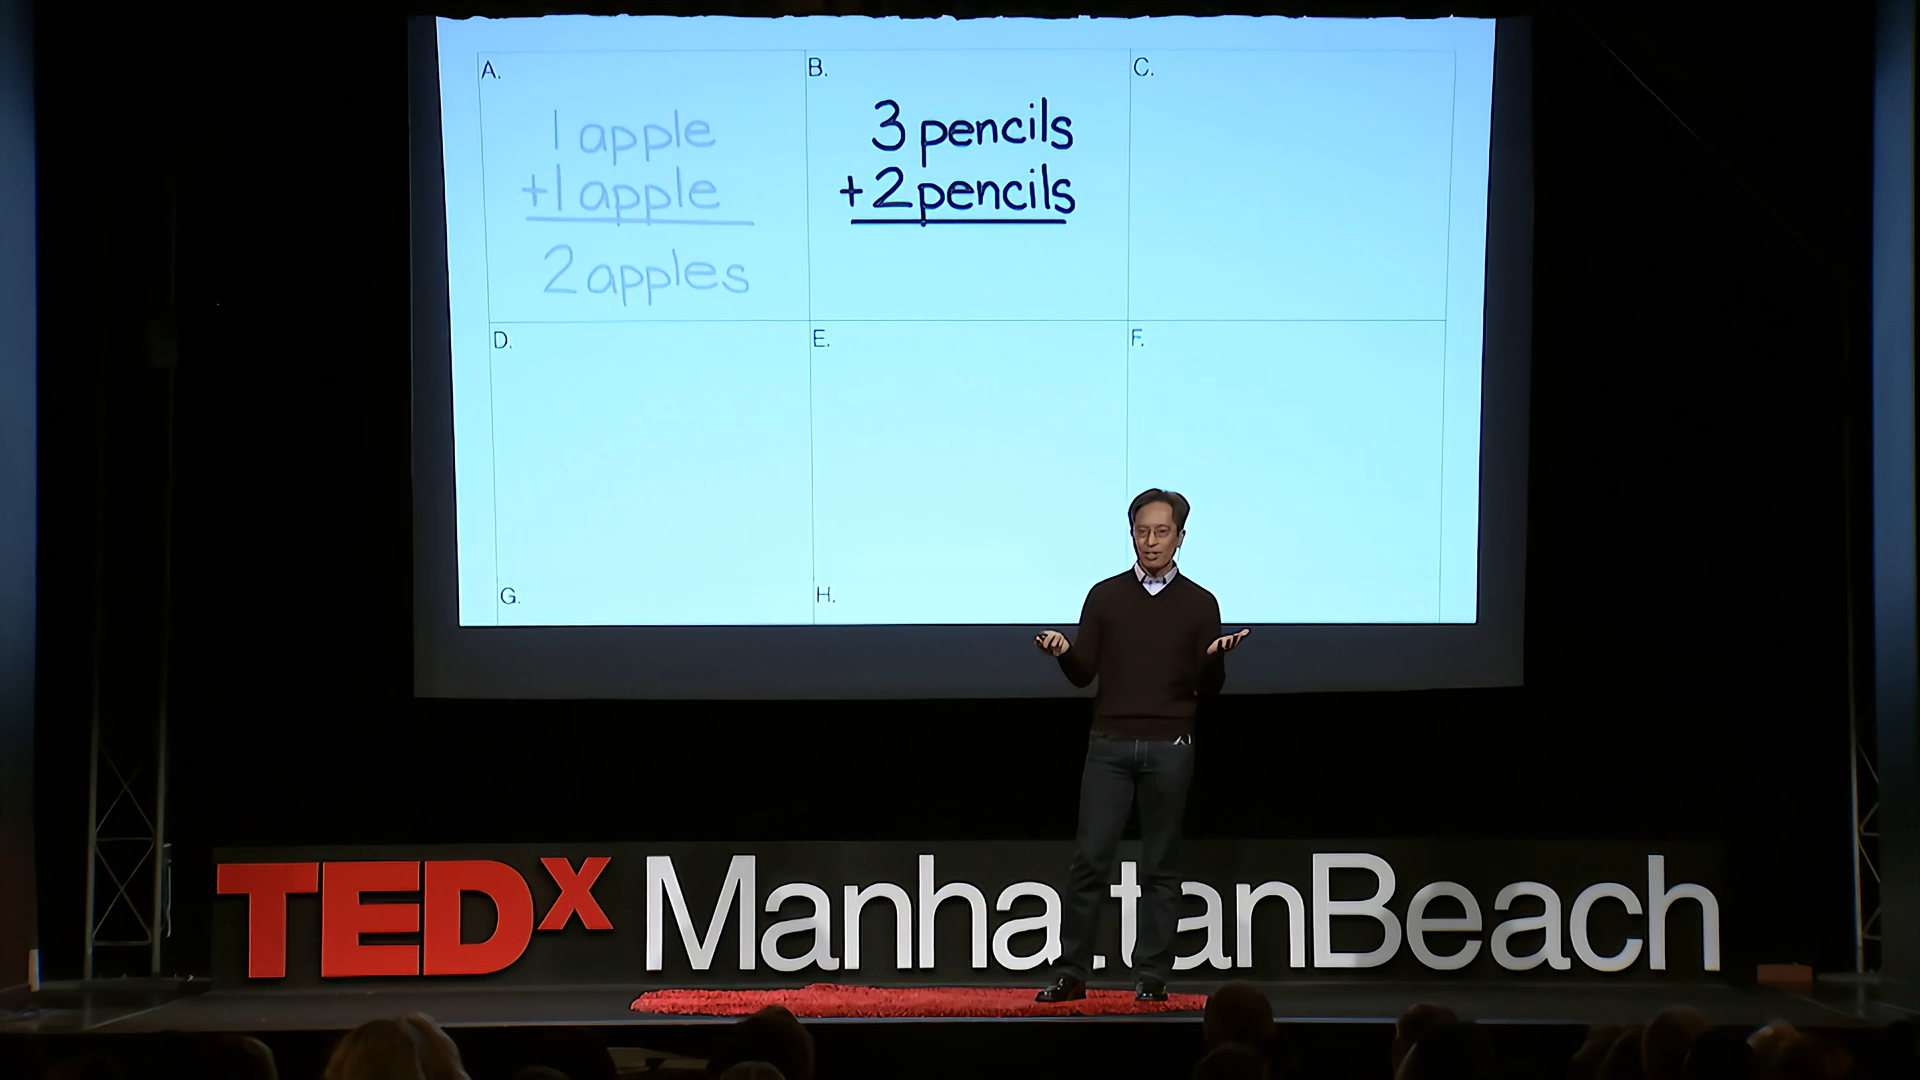 A.
1 apple
+1 apple
2 apples
B.
3 pencils
+2 pencils
C.
D.
E.
F.
G.
H.
TEDx ManhattanBeach